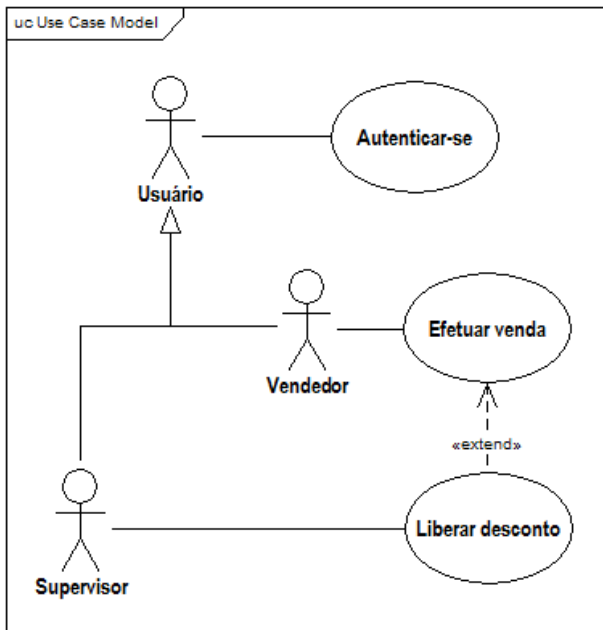 uc Use Case Model
Autenticar-se
Usuário
Efetuar venda
Vendedor
«extend»
Liberar desconto
Supervisor